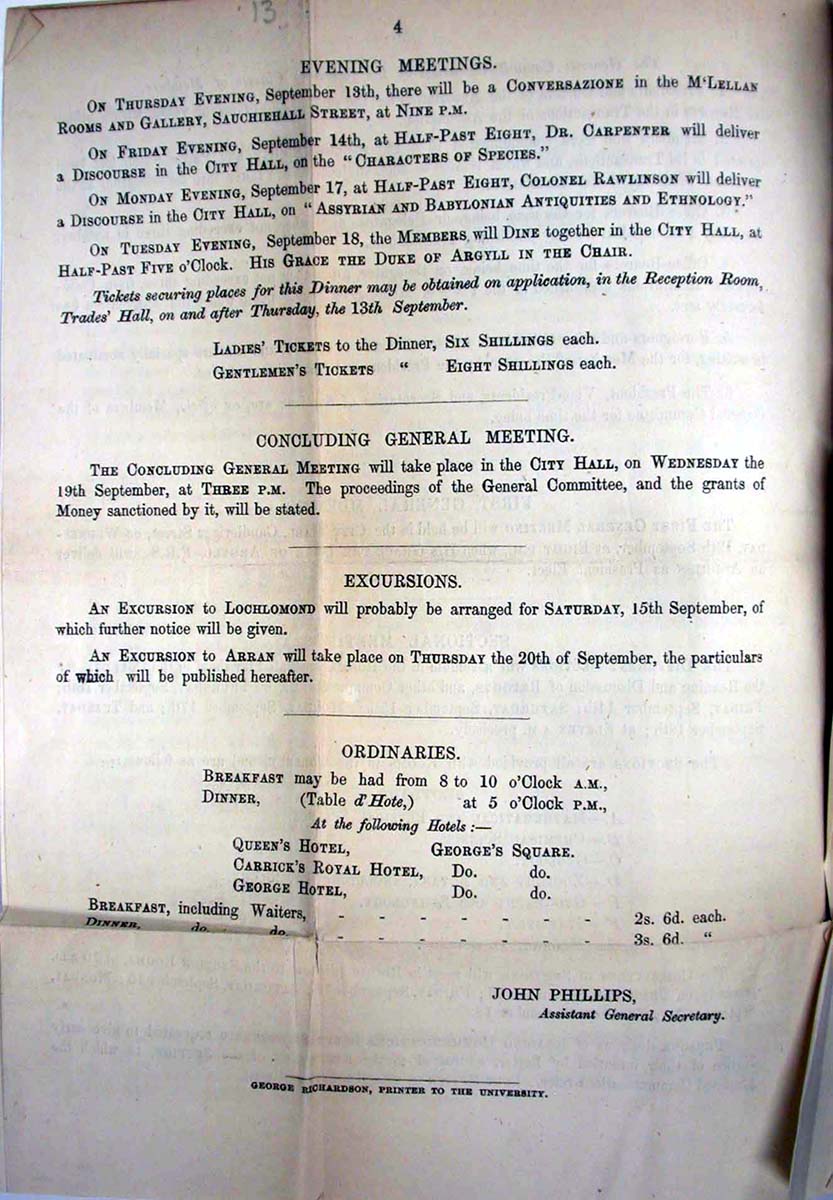 13
4
EVENING MEETINGS.
ON THURSDAY EVENING, September 13th, there will be a CONVERSAZIONE in the M‘LELLAN
ROOMS AND GALLERY, SAUCHIEHALL STREET, at NINE P.M.
ON FRIDAY EVENING, September 14th, at HALF-PAST EIGHT, DR. CARPENTER will deliver
a DISCOURSE in the CITY HALL, on the “CHARACTERS OF SPECIES.”
ON MONDAY EVENING, September 17, at HALF-PAST EIGHT, COLONEL RAWLINSON will deliver
a DISCOURSE in the CITY HALL, on “ASSYRIAN AND BABYLONIAN ANTIQUITIES AND ETHNOLOGY.”
ON TUESDAY EVENING, September 18, the MEMBERS will DINE together in the CITY HALL, at
HALF-PAST FIVE o'Clock. HIS GRACE THE DUKE OF ARGYLL IN THE CHAIR.
Tickets securing places for this Dinner may be obtained on application, in the Reception Room,
Trades' Hall, on and after Thursday, the 13th September.
LADIES' TICKETS to the Dinner, SIX SHILLINGS each.
GENTLEMEN'S TICKETS “ EIGHT SHILLINGS each.
CONCLUDING GENERAL MEETING.
THE CONCLUDING GENERAL MEETING will take place in the CITY HALL, on WEDNESDAY the
19th September, at THREE P.M. The proceedings of the General Committee, and the grants of
Money sanctioned by it, will be stated.
EXCURSIONS.
AN EXCURSION to LOCHLOMOND will probably be arranged for SATURDAY, 15th September, of
which further notice will be given.
AN EXCURSION to ARRAN will take place on THURSDAY the 20th of September, the particulars
of which will be published hereafter.
ORDINARIES.
BREAKFAST may be had from 8 to 10 o'Clock A.M.,
DINNER, (Table d'Hote,) at 5 o'Clock P.M.,
At the following Hotels :—
QUEEN'S HOTEL, GEORGE'S SQUARE.
CARRICK'S ROYAL HOTEL, Do. do.
GEORGE HOTEL, Do. do.
BREAKFAST, including Waiters, - - - - - - - 2s. 6d. each.
DINNER, do. do. - - - - - - - 3s. 6d. “
JOHN PHILLIPS,
Assistant General Secretary.
GEORGE RICHARDSON, PRINTER TO THE UNIVERSITY.